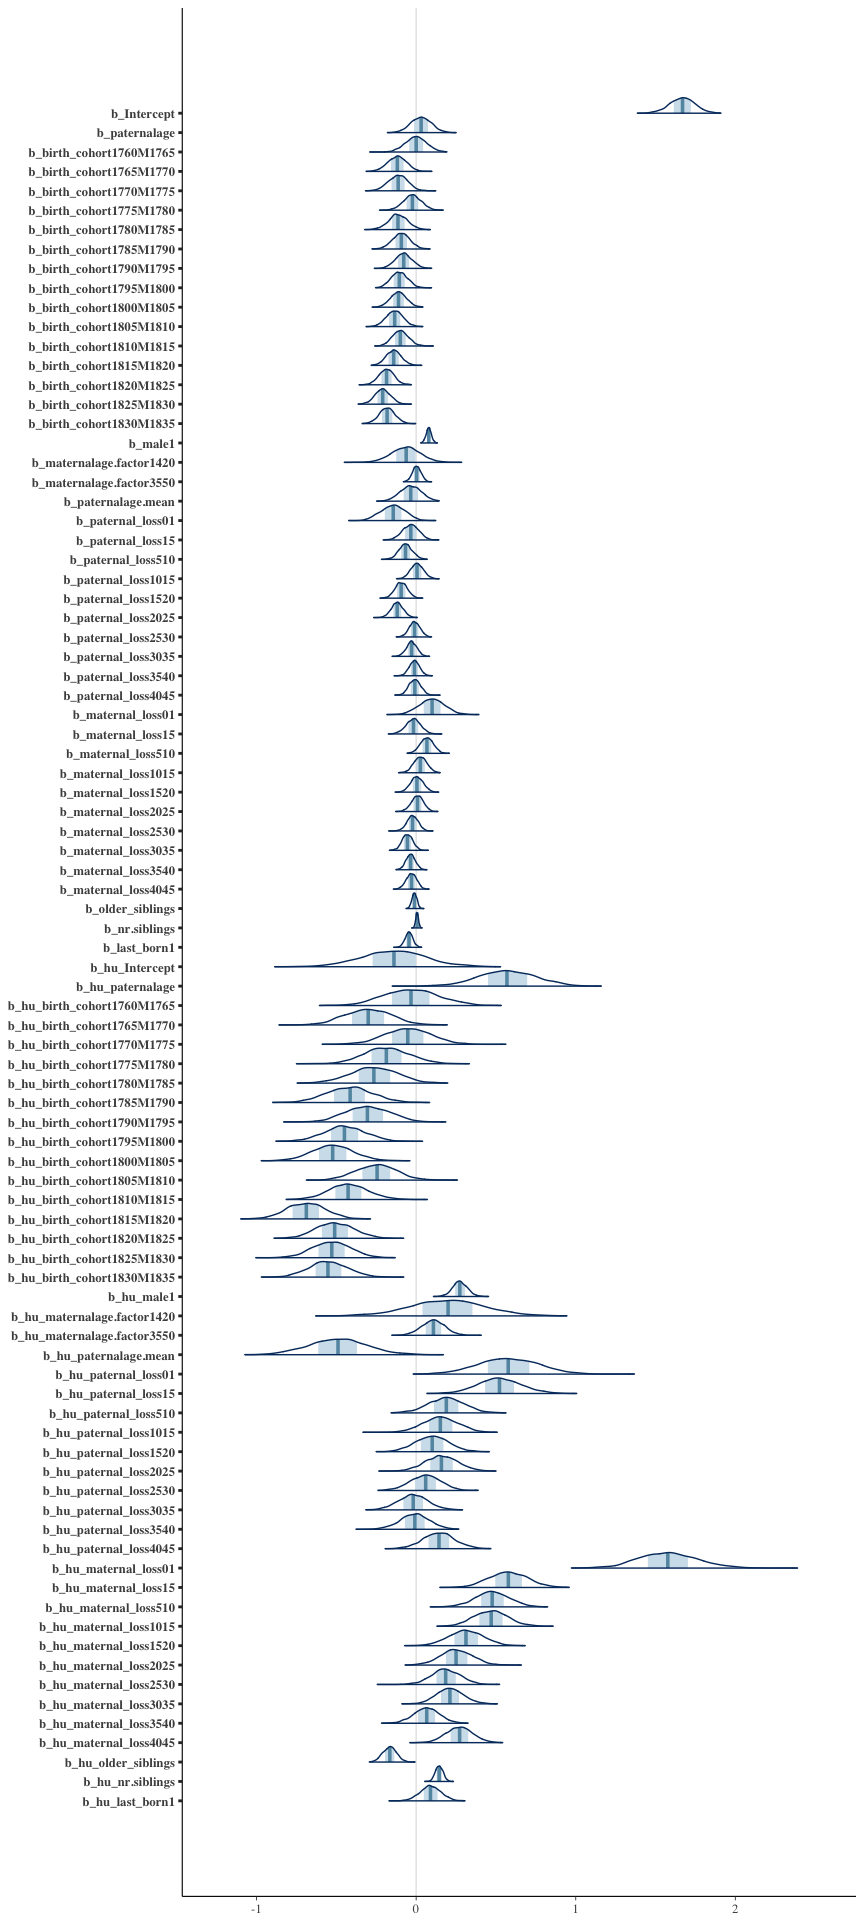 b_Intercept
b_paternalage
b_birth_cohort1760M1765
b_birth_cohort1765M1770
b_birth_cohort1770M1775
b_birth_cohort1775M1780
b_birth_cohort1780M1785
b_birth_cohort1785M1790
b_birth_cohort1790M1795
b_birth_cohort1795M1800
b_birth_cohort1800M1805
b_birth_cohort1805M1810
b_birth_cohort1810M1815
b_birth_cohort1815M1820
b_birth_cohort1820M1825
b_birth_cohort1825M1830
b_birth_cohort1830M1835
b_male1
b_maternalage.factor1420
b_maternalage.factor3550
b_paternalage.mean
b_paternal_loss01
b_paternal_loss15
b_paternal_loss510
b_paternal_loss1015
b_paternal_loss1520
b_paternal_loss2025
b_paternal_loss2530
b_paternal_loss3035
b_paternal_loss3540
b_paternal_loss4045
b_maternal_loss01
b_maternal_loss15
b_maternal_loss510
b_maternal_loss1015
b_maternal_loss1520
b_maternal_loss2025
b_maternal_loss2530
b_maternal_loss3035
b_maternal_loss3540
b_maternal_loss4045
b_older_siblings
b_nr.siblings
b_last_born1
b_hu_Intercept
b_hu_paternalage
b_hu_birth_cohort1760M1765
b_hu_birth_cohort1765M1770
b_hu_birth_cohort1770M1775
b_hu_birth_cohort1775M1780
b_hu_birth_cohort1780M1785
b_hu_birth_cohort1785M1790
b_hu_birth_cohort1790M1795
b_hu_birth_cohort1795M1800
b_hu_birth_cohort1800M1805
b_hu_birth_cohort1805M1810
b_hu_birth_cohort1810M1815
b_hu_birth_cohort1815M1820
b_hu_birth_cohort1820M1825
b_hu_birth_cohort1825M1830
b_hu_birth_cohort1830M1835
b_hu_male1
b_hu_maternalage.factor1420
b_hu_maternalage.factor3550
b_hu_paternalage.mean
b_hu_paternal_loss01
b_hu_paternal_loss15
b_hu_paternal_loss510
b_hu_paternal_loss1015
b_hu_paternal_loss1520
b_hu_paternal_loss2025
b_hu_paternal_loss2530
b_hu_paternal_loss3035
b_hu_paternal_loss3540
b_hu_paternal_loss4045
b_hu_maternal_loss01
b_hu_maternal_loss15
b_hu_maternal_loss510
b_hu_maternal_loss1015
b_hu_maternal_loss1520
b_hu_maternal_loss2025
b_hu_maternal_loss2530
b_hu_maternal_loss3035
b_hu_maternal_loss3540
b_hu_maternal_loss4045
b_hu_older_siblings
b_hu_nr.siblings
b_hu_last_born1
-1 0 1 2